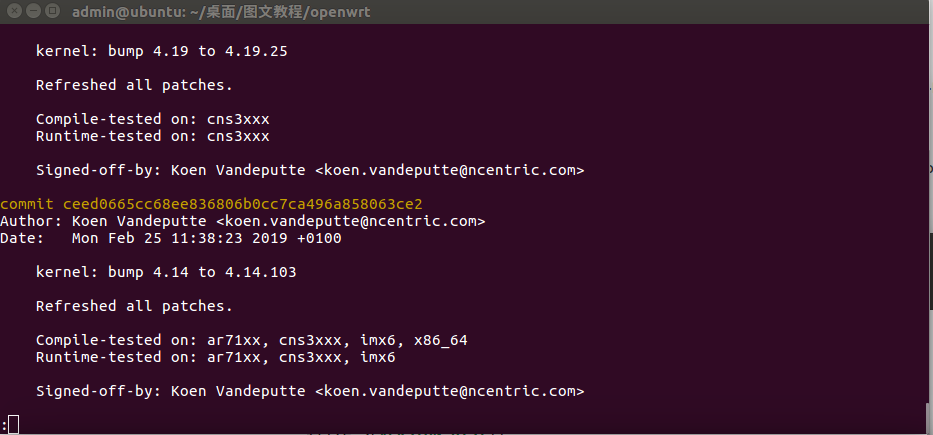 admin@ubuntu: ~/桌面/图文教程/openwrt
kernel: bump 4.19 to 4.19.25
Refreshed all patches.
Compile-tested on: cns3xxx
Runtime-tested on: cns3xxx
Signed-off-by: Koen Vandeputte <koen.vandeputte@ncentric.com>
commit ceed0665cc68ee836806b0cc7ca496a858063ce2
Author: Koen Vandeputte <koen.vandeputte@ncentric.com>
Date:   Mon Feb 25 11:38:23 2019 +0100
kernel: bump 4.14 to 4.14.103
Refreshed all patches.
Compile-tested on: ar71xx, cns3xxx, imx6, x86_64
Runtime-tested on: ar71xx, cns3xxx, imx6
Signed-off-by: Koen Vandeputte <koen.vandeputte@ncentric.com>
: